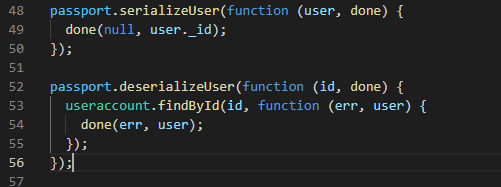 48 passport.serializeUser(function (user, done) {
49   done(null, user._id);
50 });
51
52 passport.deserializeUser(function (id, done) {
53   useraccount.findById(id, function (err, user) {
54     done(err, user);
55   });
56 });
57